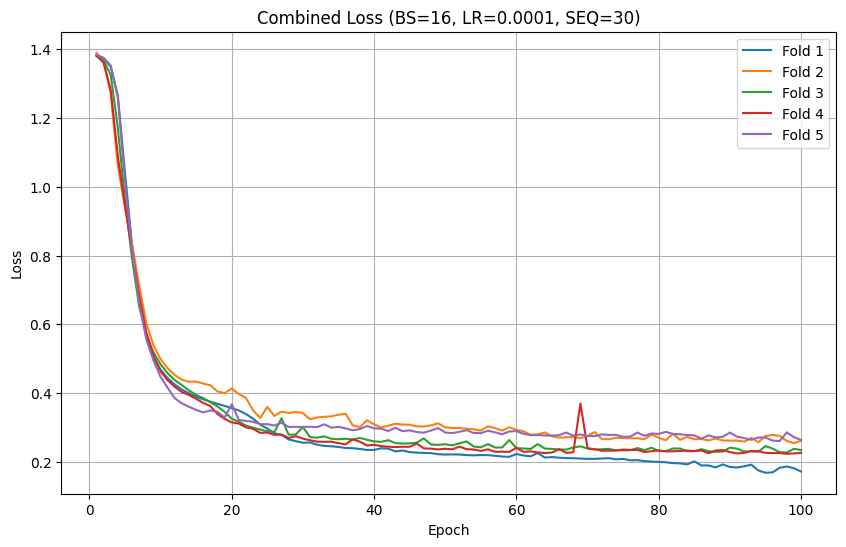 Combined Loss (BS=16, LR=0.0001, SEQ=30)
Fold 1
Fold 2
Fold 3
Fold 4
Fold 5
Loss
1.4
1.2
1.0
0.8
0.6
0.4
0.2
0 20 40 60 80 100
Epoch